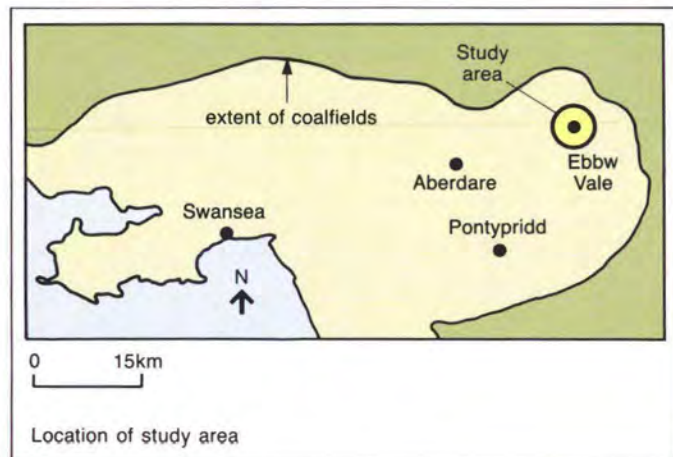 Study
area
extent of coalfields
Ebbw
Vale
Aberdare
Swansea
Pontypridd
N
0 15km
Location of study area